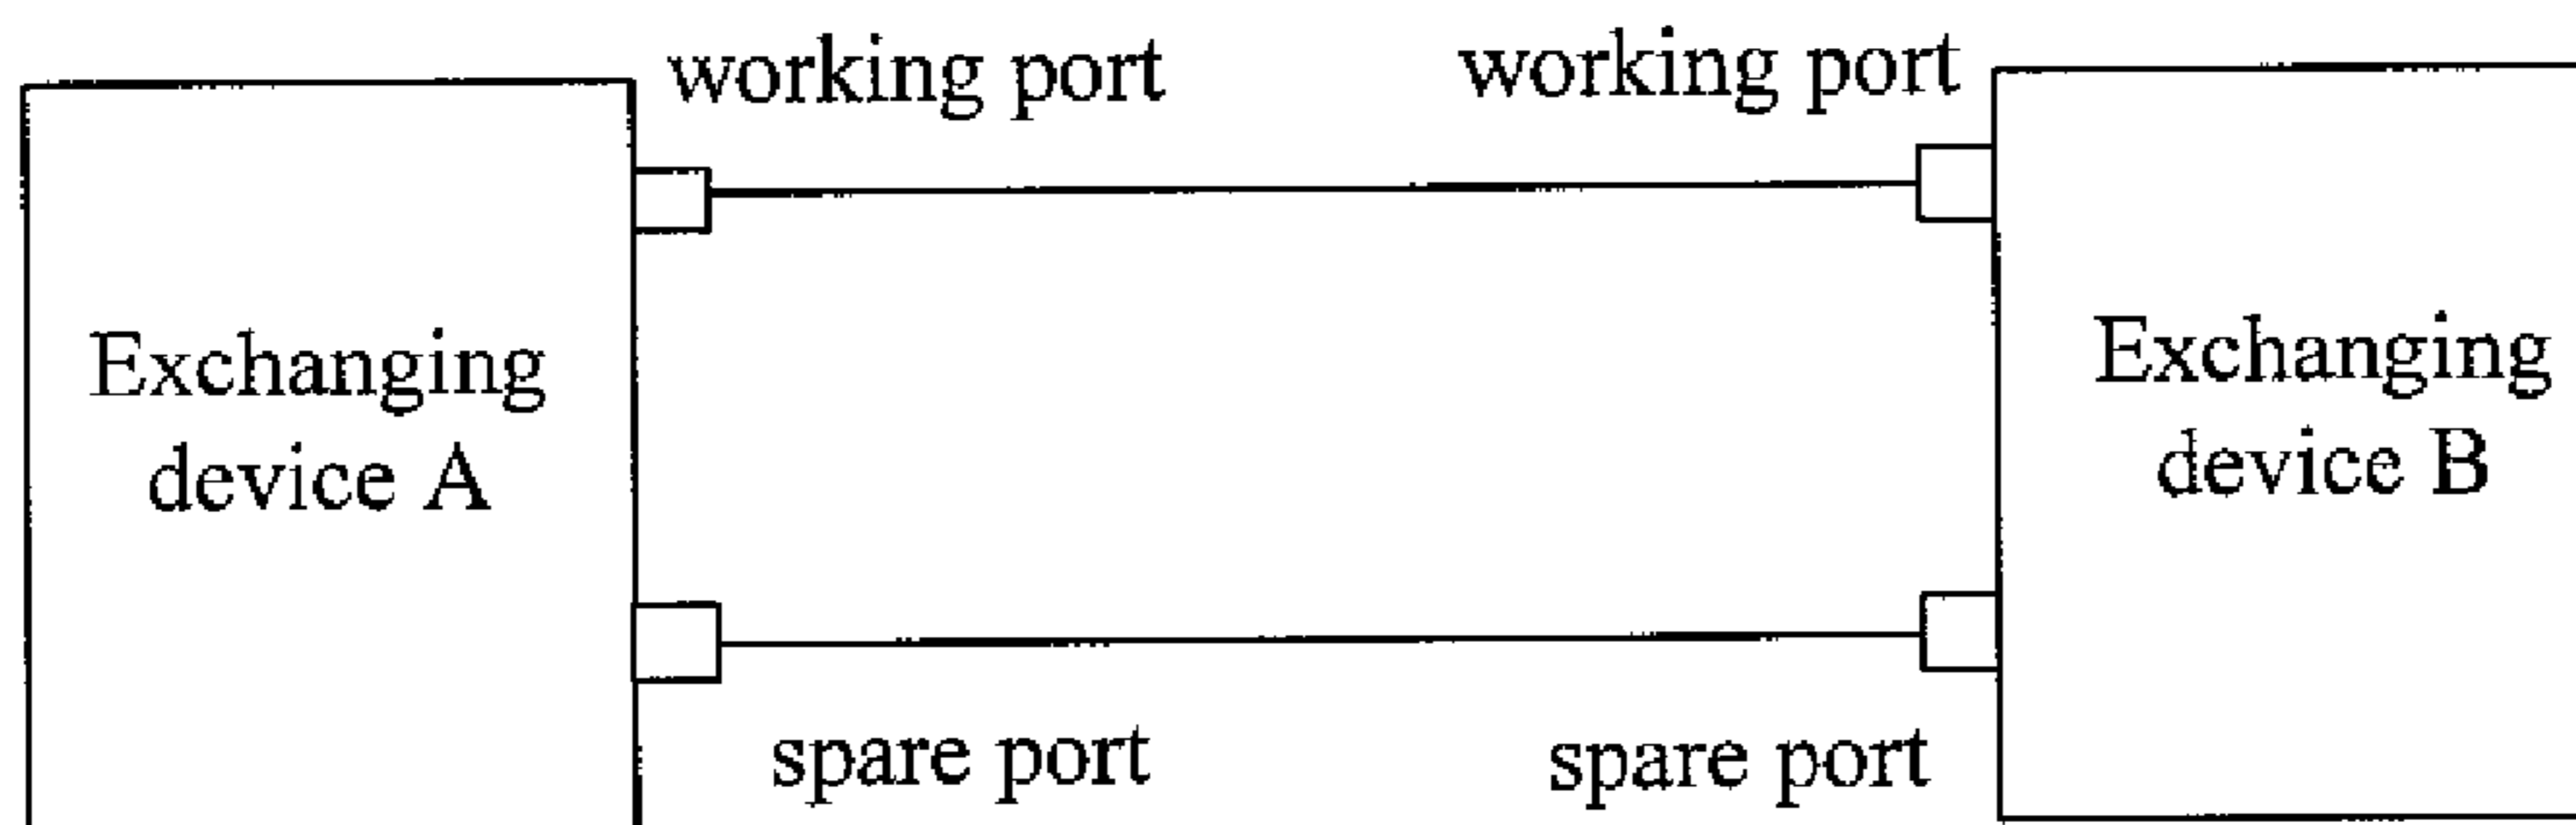 working port
working port
Exchanging
device A
Exchanging
device B
spare port
spare port